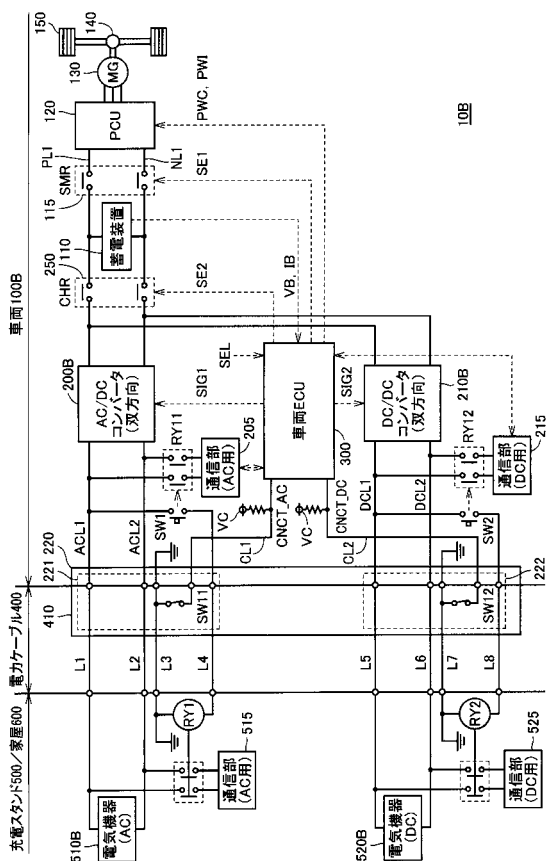 車両100B
電力ケーブル400
充電スタンド500/家屋600
10B
150
140
130
MG
120
PCU
PWC, PWI
PL1
NL1
SMR
SE1
115
蓄電装置
110
VB, IB
250
CHR
SE2
200B
AC/DC
コンバータ
(双方向)
SIG1
SEL
車両ECU
300
SIG2
210B
DC/DC
コンバータ
(双方向)
RY11
通信部
(AC用)
205
RY12
通信部
(DC用)
215
ACL1
ACL2
SW1
VC
CNCT_AC
CL1
VC
CNCT_DC
CL2
DCL1
DCL2
SW2
220
221
410
SW11
222
SW12
L1
L2
L3
L4
L5
L6
L7
L8
RY1
515
通信部
(AC用)
RY2
525
通信部
(DC用)
電気機器
(AC)
510B
電気機器
(DC)
520B